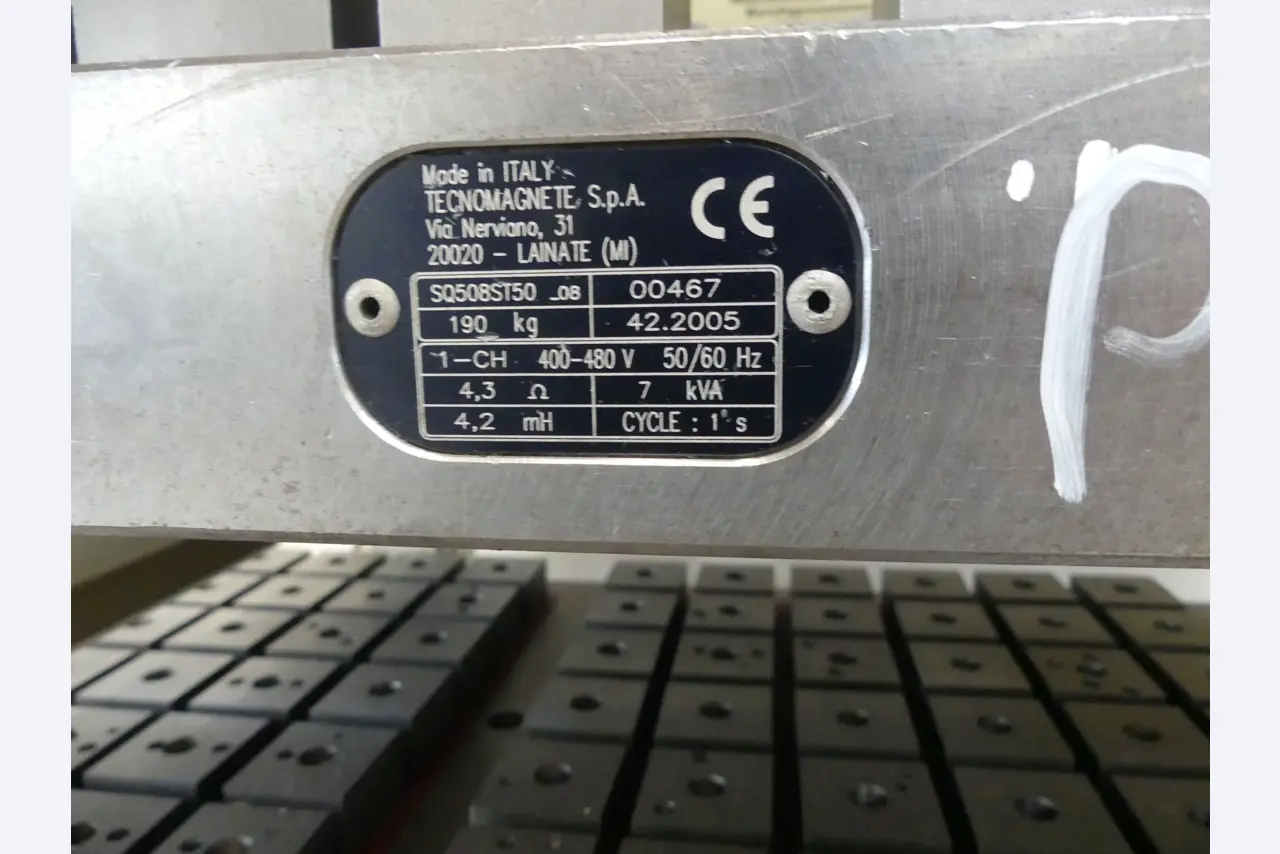 Made in ITALY
TECNOMAGNETE S.p.A.
Via Nerviano, 31
20020 - LAINATE (MI)
CE
SQ508ST50 _08 00467
190 kg 42.2005
1-CH 400-480 V 50/60 Hz
4,3 Ω 7 kVA
4,2 mH CYCLE : 1 s